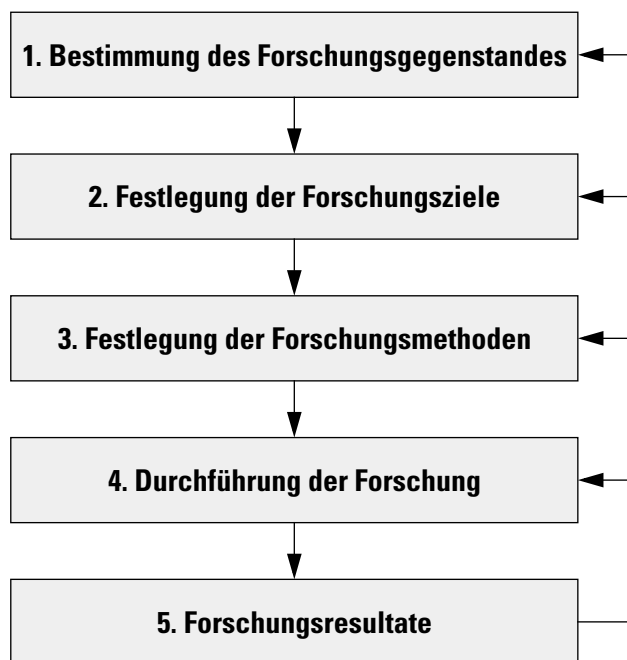 1. Bestimmung des Forschungsgegenstandes
2. Festlegung der Forschungsziele
3. Festlegung der Forschungsmethoden
4. Durchführung der Forschung
5. Forschungsresultate